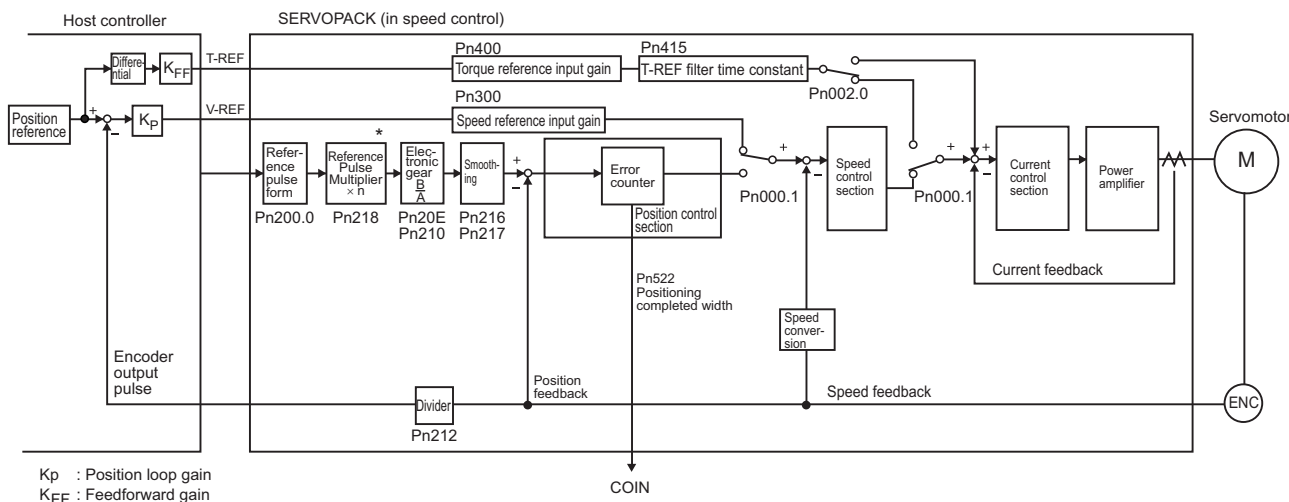 Host controller
SERVOPACK (in speed control)
Differe-
ntial
KFF
T-REF
Pn400
Torque reference input gain
Pn415
T-REF filter time constant
Pn002.0
Position
reference
+
−
KP
V-REF
Pn300
Speed reference input gain
Servomotor
M
*
Refer-
ence
pulse
form
Pn200.0
Reference
Pulse
Multiplier
× n
Pn218
Elec-
tronic
gear
B
A
Pn20E
Pn210
Smooth-
ing
Pn216
Pn217
+
−
Error
counter
Position control
section
Pn000.1
+
−
Speed
control
section
Pn000.1
+
+
−
Current
control
section
Power
amplifier
Current feedback
Pn522
Positioning
completed width
Speed
conver-
sion
Encoder
output
pulse
Position
feedback
Speed feedback
Divider
Pn212
ENC
COIN
Kp : Position loop gain
KFF : Feedforward gain